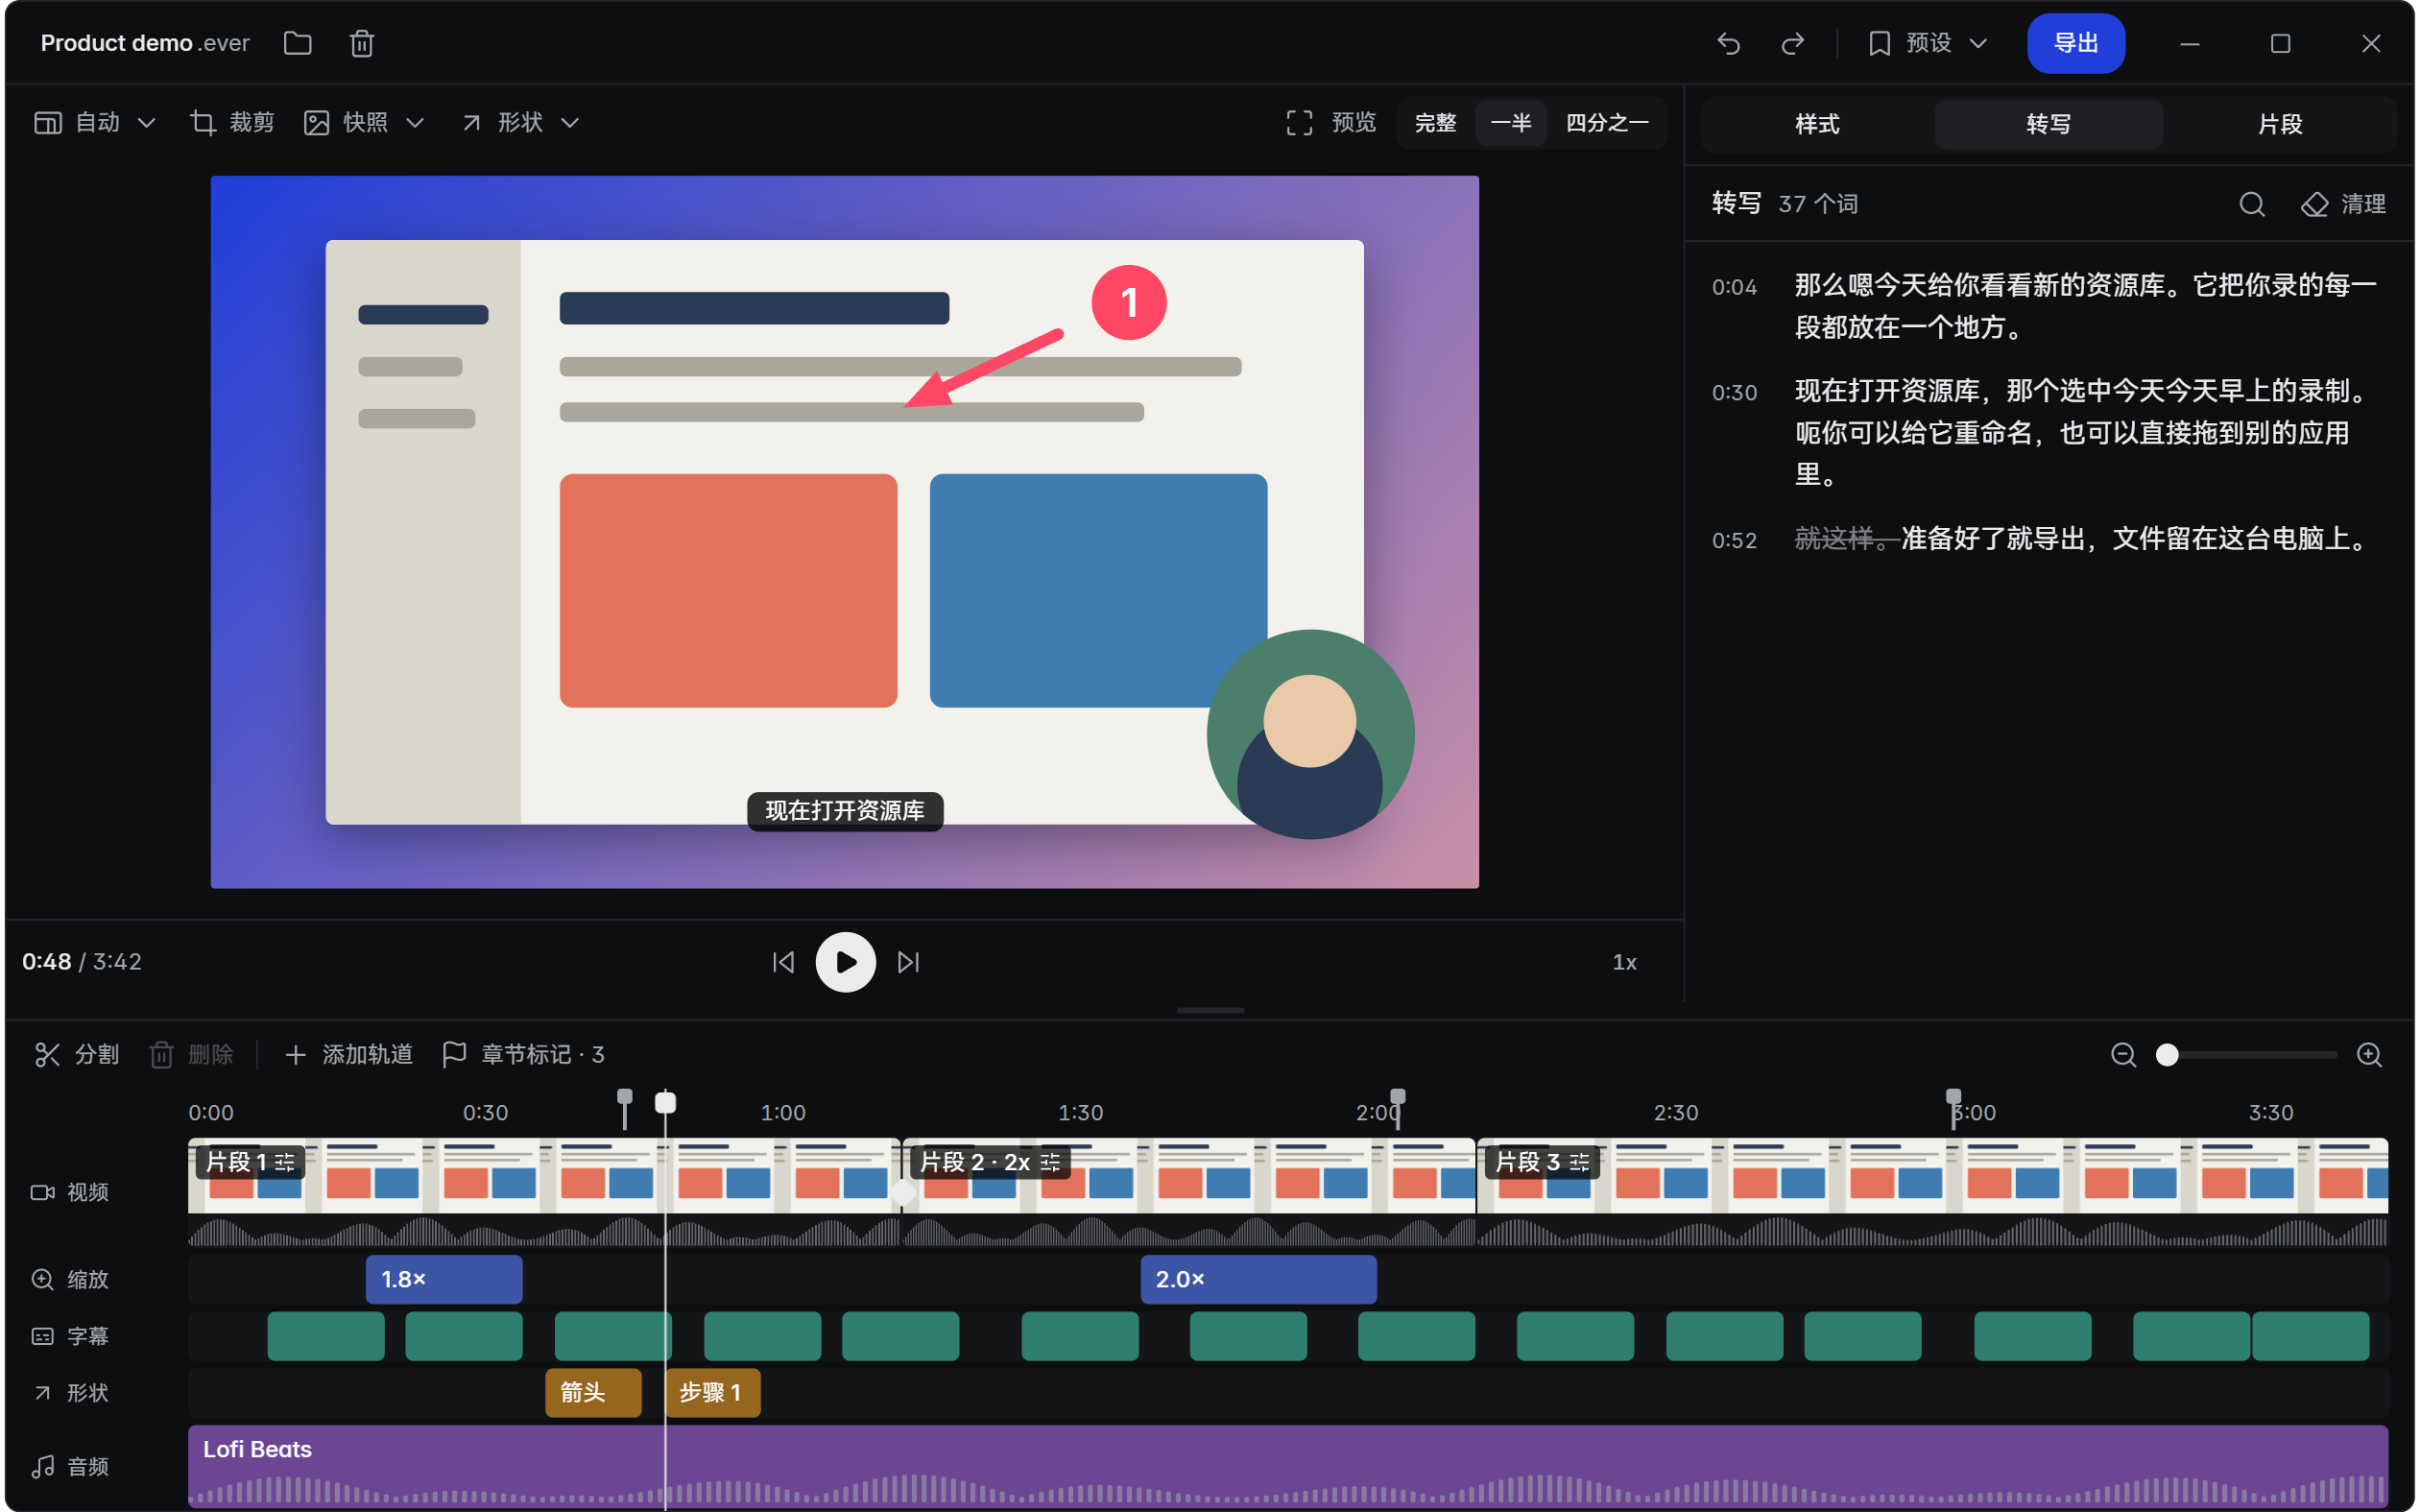 Product demo .ever
预设
导出
自动
裁剪
快照
形状
预览
完整
一半
四分之一
样式
转写
片段
转写 37 个词
清理
1
0:04 那么嗯今天给你看看新的资源库。它把你录的每一
段都放在一个地方。
0:30 现在打开资源库，那个选中今天今天早上的录制。
呃你可以给它重命名，也可以直接拖到别的应用
里。
0:52 就这样。准备好了就导出，文件留在这台电脑上。
现在打开资源库
0:48 / 3:42
1x
分割
删除
添加轨道
章节标记 · 3
0:00 0:30 1:00 1:30 2:00 2:30 3:00 3:30
视频
片段 1
片段 2 · 2x
片段 3
缩放
1.8×
2.0×
字幕
形状
箭头
步骤 1
音频
Lofi Beats